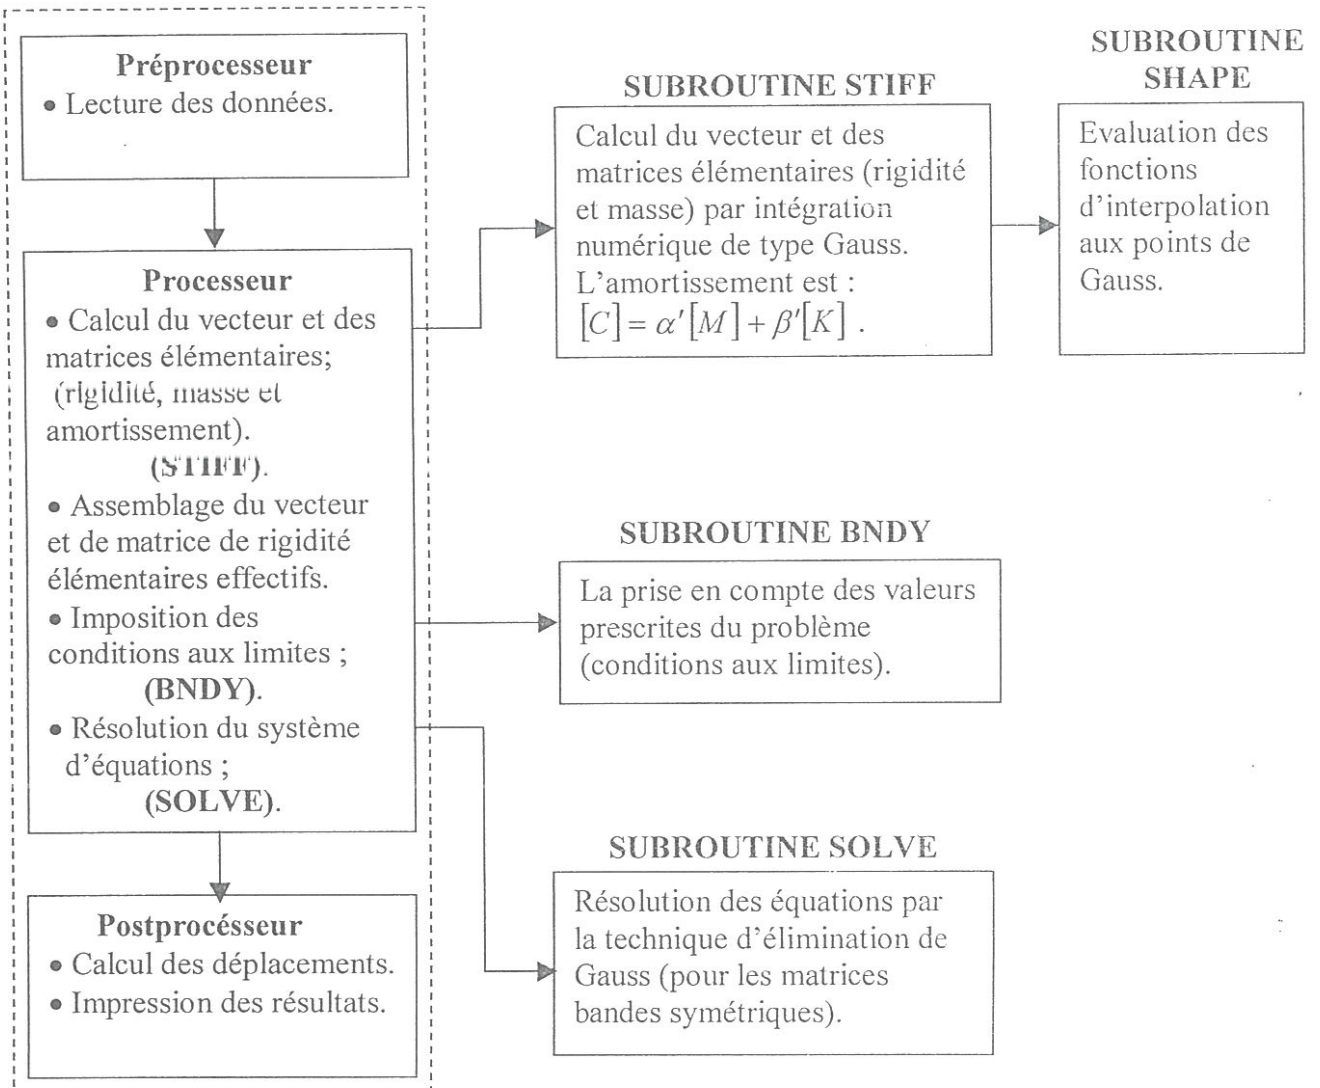 Préprocesseur
• Lecture des données.
Processeur
• Calcul du vecteur et des
matrices élémentaires;
(rigidité, masse et
amortissement).
(STIFF).
• Assemblage du vecteur
et de matrice de rigidité
élémentaires effectifs.
• Imposition des
conditions aux limites ;
(BNDY).
• Résolution du système
d'équations ;
(SOLVE).
Postprocésseur
• Calcul des déplacements.
• Impression des résultats.
SUBROUTINE STIFF
Calcul du vecteur et des
matrices élémentaires (rigidité
et masse) par intégration
numérique de type Gauss.
L'amortissement est :
[C] = α′[M] + β′[K] .
SUBROUTINE
SHAPE
Evaluation des
fonctions
d'interpolation
aux points de
Gauss.
SUBROUTINE BNDY
La prise en compte des valeurs
prescrites du problème
(conditions aux limites).
SUBROUTINE SOLVE
Résolution des équations par
la technique d'élimination de
Gauss (pour les matrices
bandes symétriques).